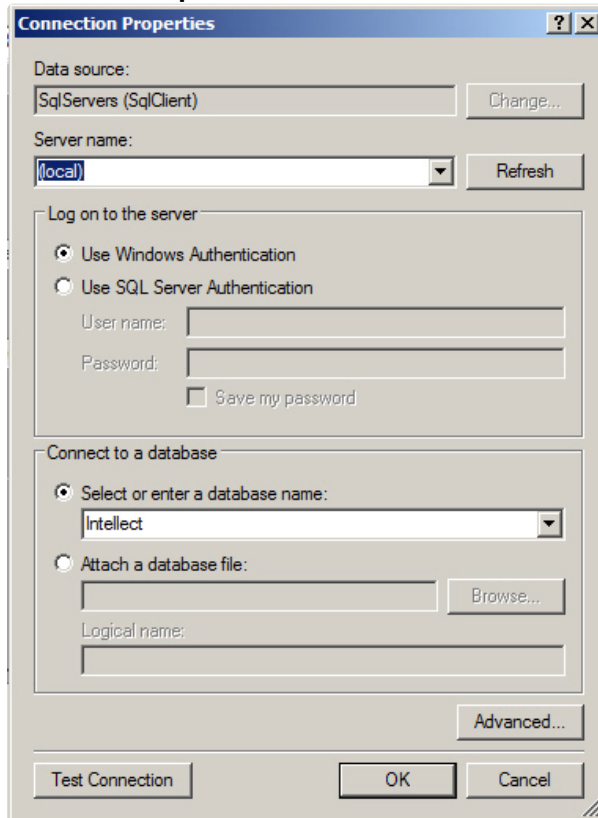 Connection Properties
Data source:
SqlServers (SqlClient)
Change...
Server name:
(local)
Refresh
Log on to the server
Use Windows Authentication
Use SQL Server Authentication
User name:
Password:
Save my password
Connect to a database
Select or enter a database name:
Intellect
Attach a database file:
Browse...
Logical name:
Advanced...
Test Connection
OK
Cancel